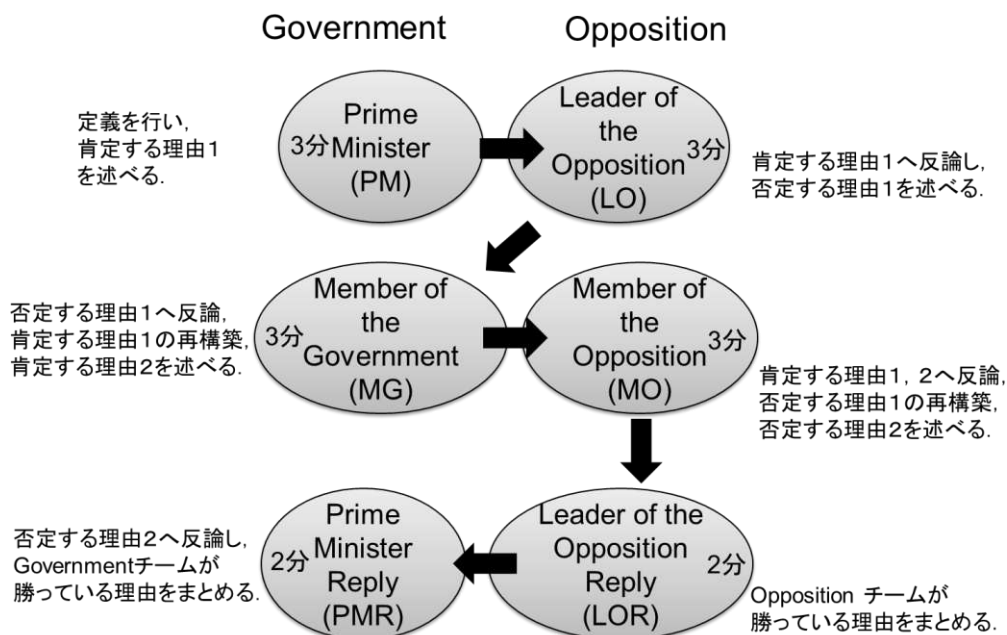 Government
Opposition
定義を行い,
肯定する理由1
を述べる.
3分
Prime
Minister
(PM)
Leader of
the
Opposition
(LO)
3分
肯定する理由1へ反論し,
否定する理由1を述べる.
否定する理由1へ反論,
肯定する理由1の再構築,
肯定する理由2を述べる.
3分
Member of
the
Government
(MG)
Member of
the
Opposition
(MO)
3分
肯定する理由1, 2へ反論,
否定する理由1の再構築,
否定する理由2を述べる.
否定する理由2へ反論し,
Governmentチームが
勝っている理由をまとめる.
2分
Prime
Minister
Reply
(PMR)
Leader of the
Opposition
Reply
(LOR)
2分
Opposition チームが
勝っている理由をまとめる.